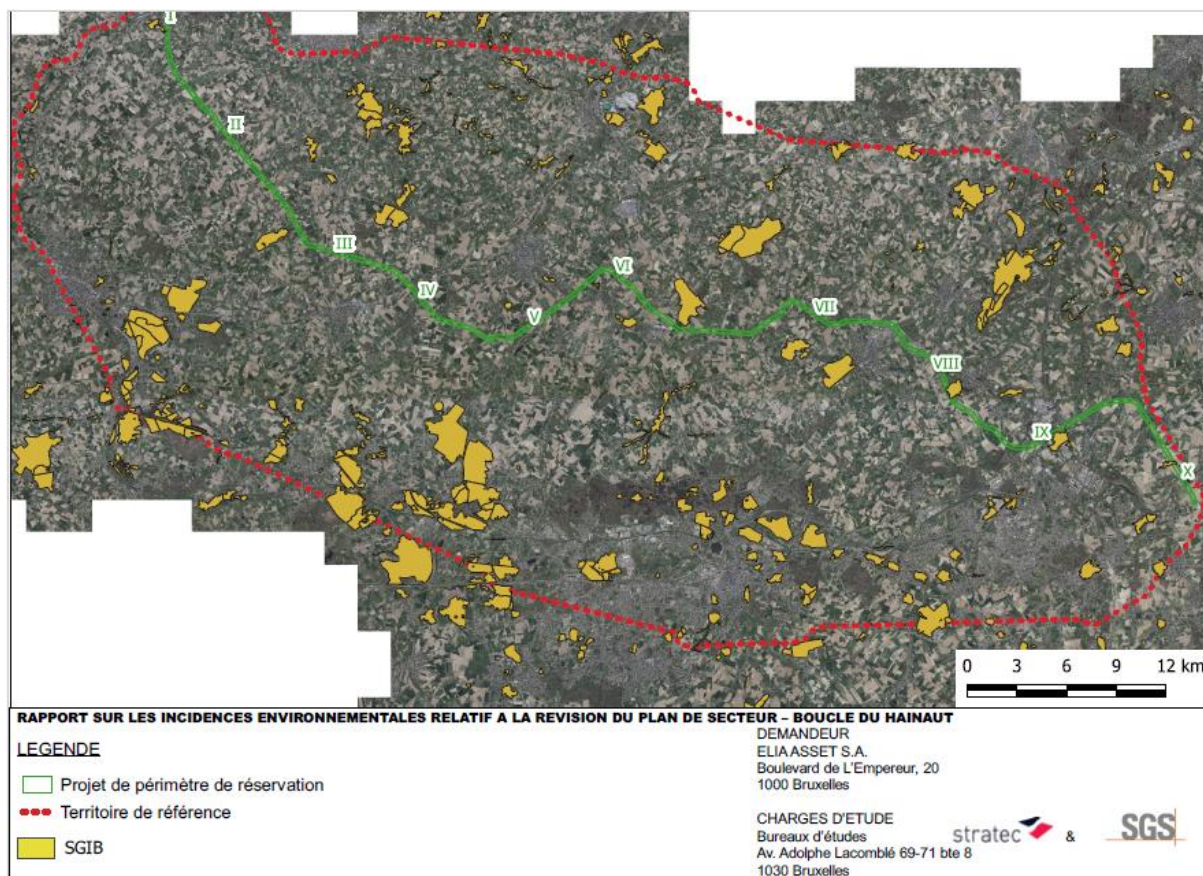 I
II
III
IV
V
VI
VII
VIII
IX
X
0 3 6 9 12 km
RAPPORT SUR LES INCIDENCES ENVIRONNEMENTALES RELATIF A LA REVISION DU PLAN DE SECTEUR – BOUCLE DU HAINAUT
LEGENDE
Projet de périmètre de réservation
Territoire de référence
SGIB
DEMANDEUR
ELIA ASSET S.A.
Boulevard de L'Empereur, 20
1000 Bruxelles
CHARGES D'ETUDE
Bureaux d'études
Av. Adolphe Lacomblé 69-71 bte 8
1030 Bruxelles
stratec & SGS